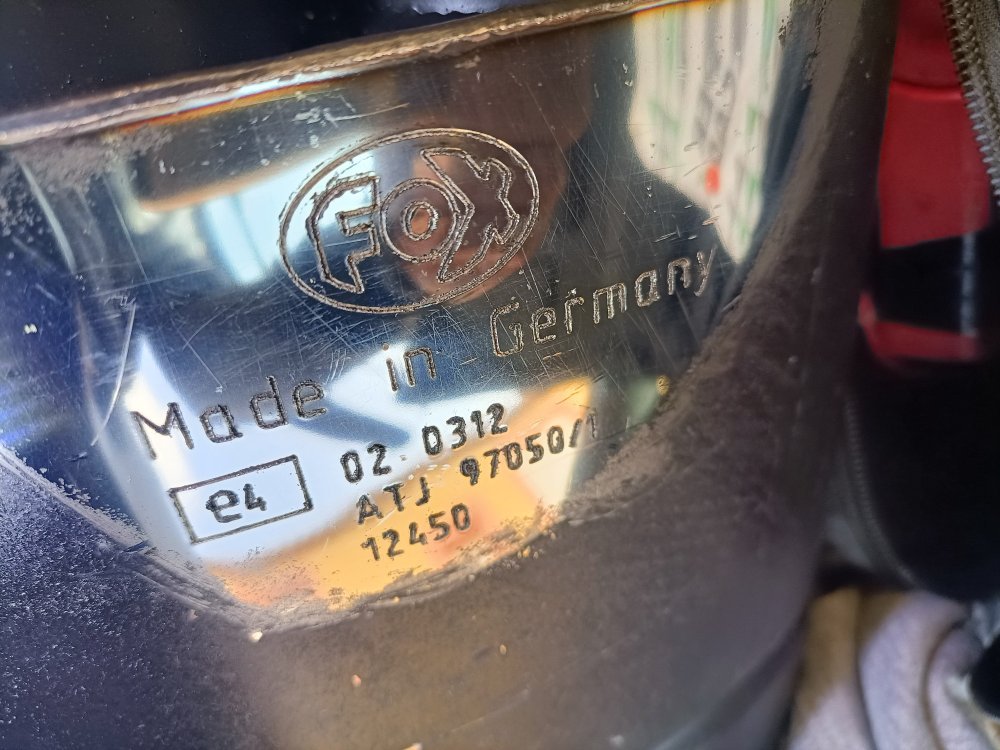 FOX
Made in Germany
e4
02 0312
ATJ 97050/1
12450